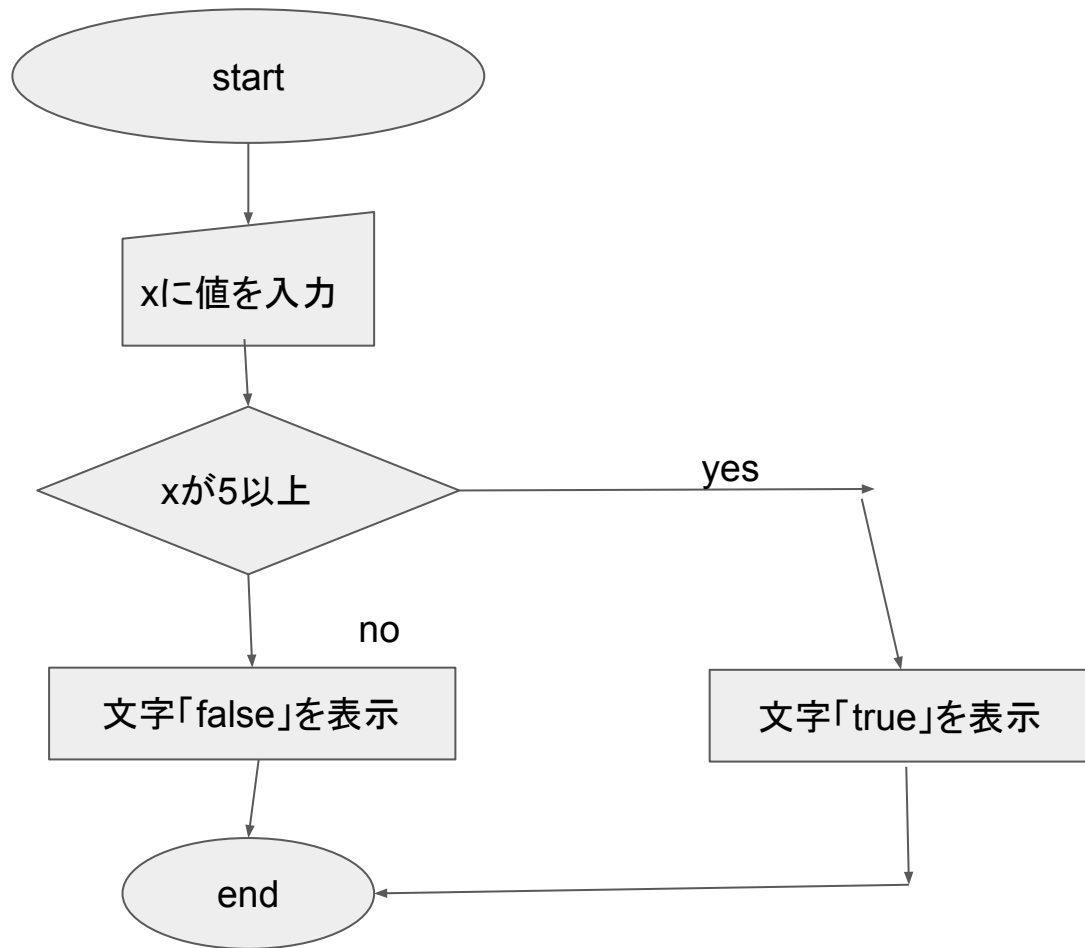 start
xに値を入力
xが5以上
yes
no
文字「false」を表示
文字「true」を表示
end